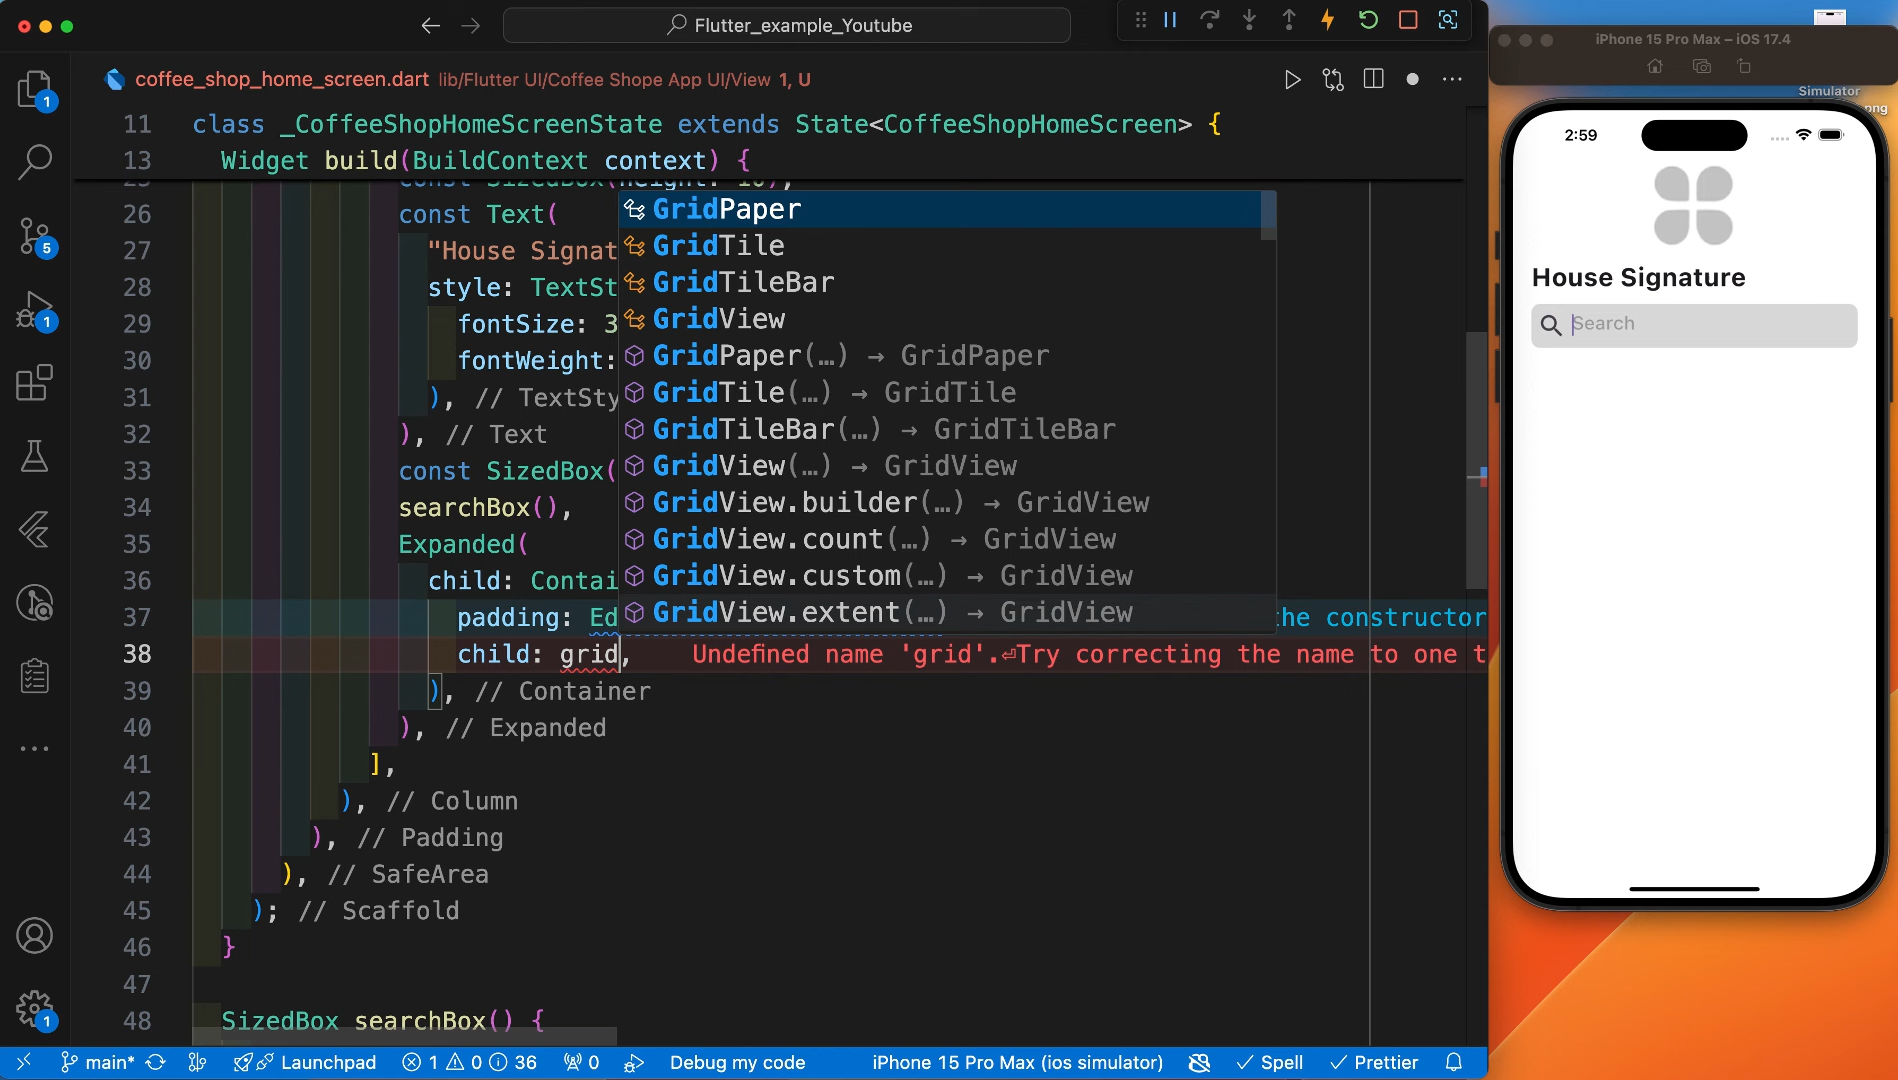 Flutter_example_Youtube
coffee_shop_home_screen.dart lib/Flutter UI/Coffee Shope App UI/View 1, U
11 class _CoffeeShopHomeScreenState extends State<CoffeeShopHomeScreen> {
13 Widget build(BuildContext context) {
26 const Text(
27 "House Signat
28 style: TextSt
29 fontSize: 3
30 fontWeight:
31 ), // TextSty
32 ), // Text
33 const SizedBox(
34 searchBox(),
35 Expanded(
36 child: Contai
37 padding: Ed
he constructor
38 child: grid, Undefined name 'grid'.⏎Try correcting the name to one t
39 ), // Container
40 ), // Expanded
41 ],
42 ), // Column
43 ), // Padding
44 ), // SafeArea
45 ); // Scaffold
46 }
47
48 SizedBox searchBox() {
GridPaper
GridTile
GridTileBar
GridView
GridPaper(…) → GridPaper
GridTile(…) → GridTile
GridTileBar(…) → GridTileBar
GridView(…) → GridView
GridView.builder(…) → GridView
GridView.count(…) → GridView
GridView.custom(…) → GridView
GridView.extent(…) → GridView
1
5
1
1
main* Launchpad 1 0 36 0 Debug my code iPhone 15 Pro Max (ios simulator) Spell Prettier
iPhone 15 Pro Max – iOS 17.4
Simulator
png
2:59
House Signature
Search